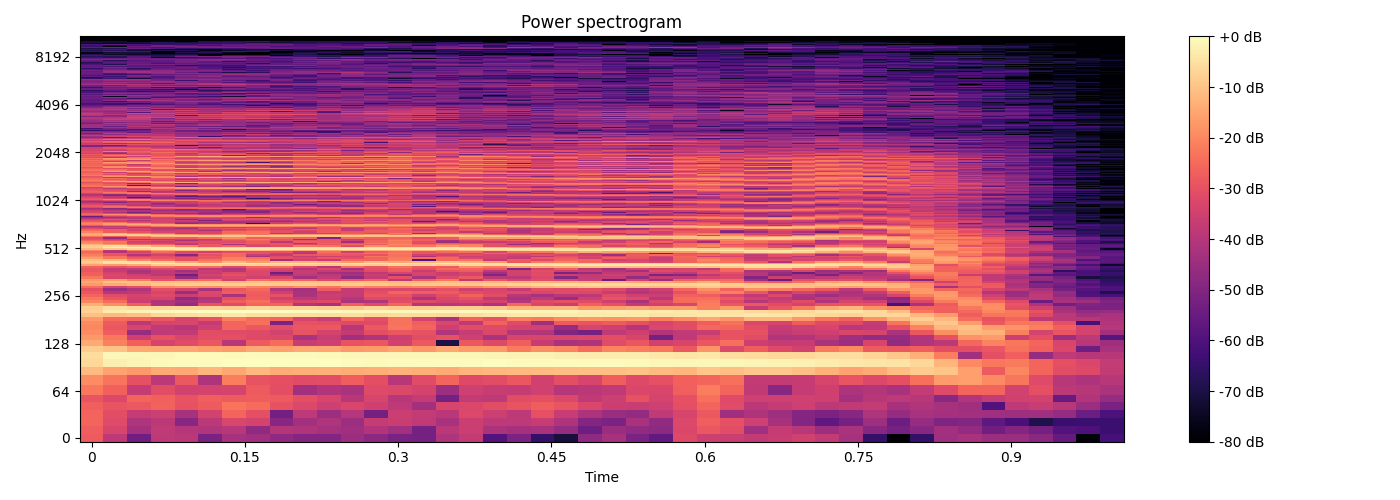 Power spectrogram
Hz
8192
4096
2048
1024
512
256
128
64
0
0 0.15 0.3 0.45 0.6 0.75 0.9
Time
+0 dB
-10 dB
-20 dB
-30 dB
-40 dB
-50 dB
-60 dB
-70 dB
-80 dB